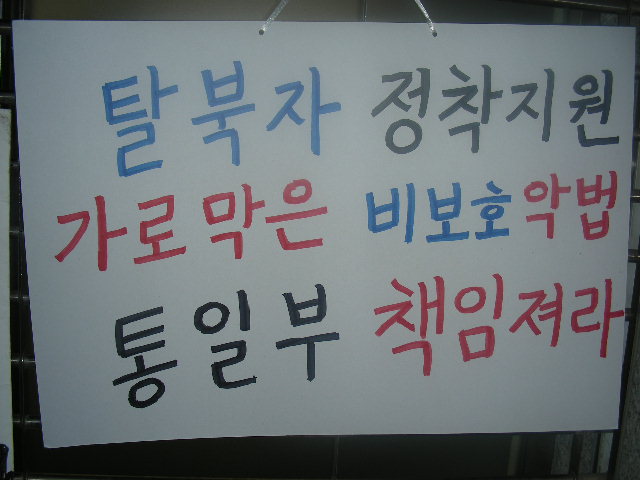 탈북자 정착지원
가로막은 비보호악법
통일부 책임져라